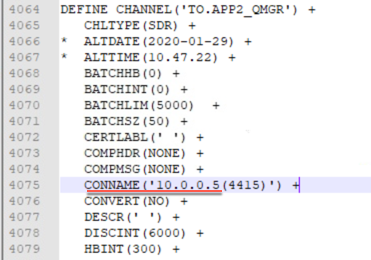 4064 DEFINE CHANNEL('TO.APP2_QMGR') +
4065 CHLTYPE(SDR) +
4066 * ALTDATE(2020-01-29) +
4067 * ALTTIME(10.47.22) +
4068 BATCHHB(0) +
4069 BATCHINT(0) +
4070 BATCHLIM(5000) +
4071 BATCHSZ(50) +
4072 CERTLABL(' ') +
4073 COMPHDR(NONE) +
4074 COMPMSG(NONE) +
4075 CONNAME('10.0.0.5(4415)') +
4076 CONVERT(NO) +
4077 DESCR(' ') +
4078 DISCINT(6000) +
4079 HBINT(300) +